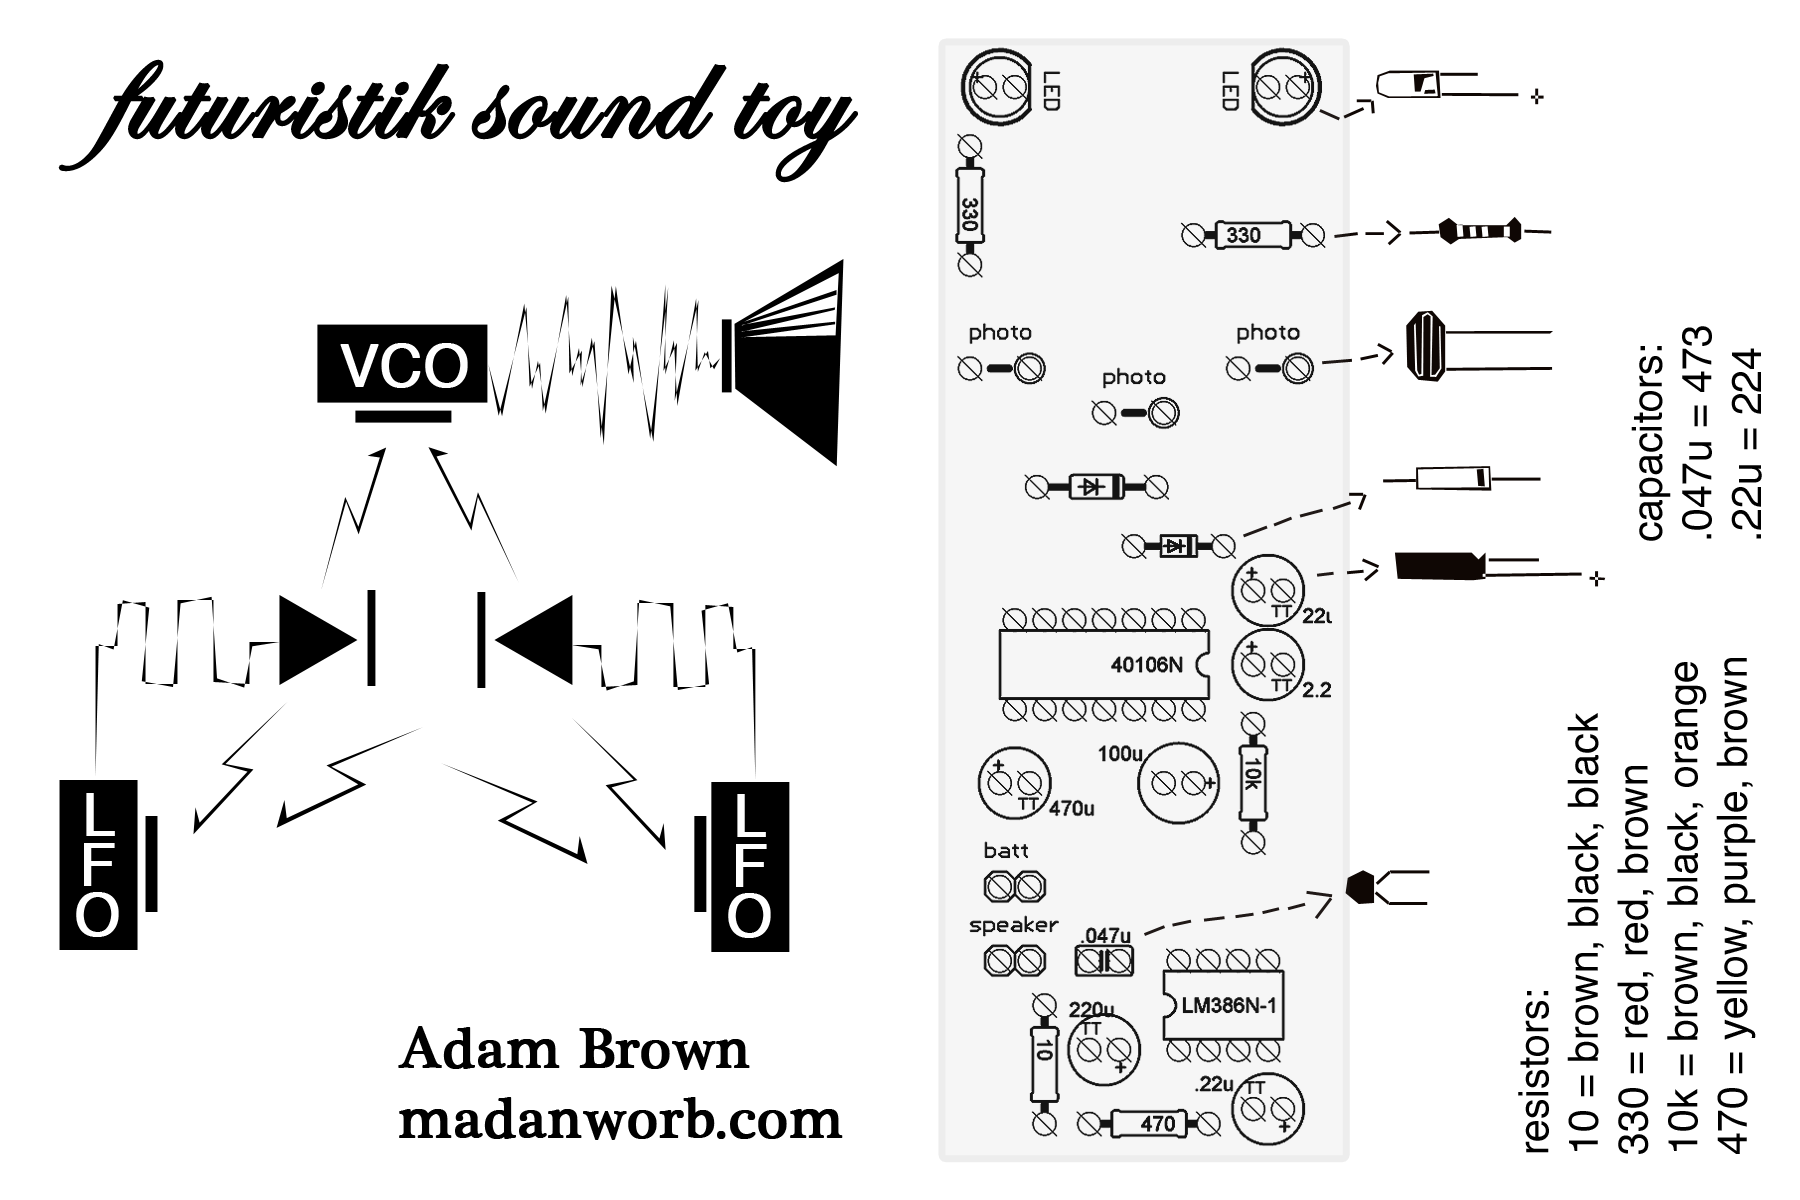 futuristik sound toy
VCO
LFO
LFO
Adam Brown
madanworb.com
LED
LED
330
330
photo
photo
photo
22u
40106N
2.2
100u
10k
470u
batt
speaker
.047u
220u
LM386N-1
10
.22u
470
capacitors:
.047u = 473
.22u = 224
resistors:
10 = brown, black, black
330 = red, red, brown
10k = brown, black, orange
470 = yellow, purple, brown